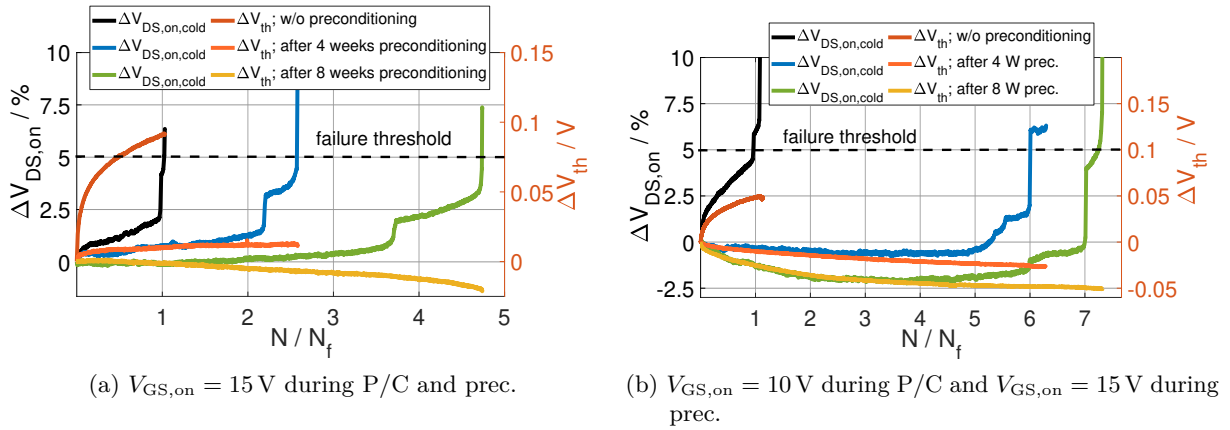 ΔV_DS,on,cold ΔV_th; w/o preconditioning
ΔV_DS,on,cold ΔV_th; after 4 weeks preconditioning
ΔV_DS,on,cold ΔV_th; after 8 weeks preconditioning
10
7.5
5
2.5
0
ΔV_DS,on / %
failure threshold
0.15
0.1
0.05
0
ΔV_th / V
0 1 2 3 4 5
N / N_f
(a) V_GS,on = 15 V during P/C and prec.
ΔV_DS,on,cold ΔV_th; w/o preconditioning
ΔV_DS,on,cold ΔV_th; after 4 W prec.
ΔV_DS,on,cold ΔV_th; after 8 W prec.
10
7.5
5
2.5
0
-2.5
ΔV_DS,on / %
failure threshold
0.2
0.15
0.1
0.05
0
-0.05
ΔV_th / V
0 1 2 3 4 5 6 7
N / N_f
(b) V_GS,on = 10 V during P/C and V_GS,on = 15 V during
prec.